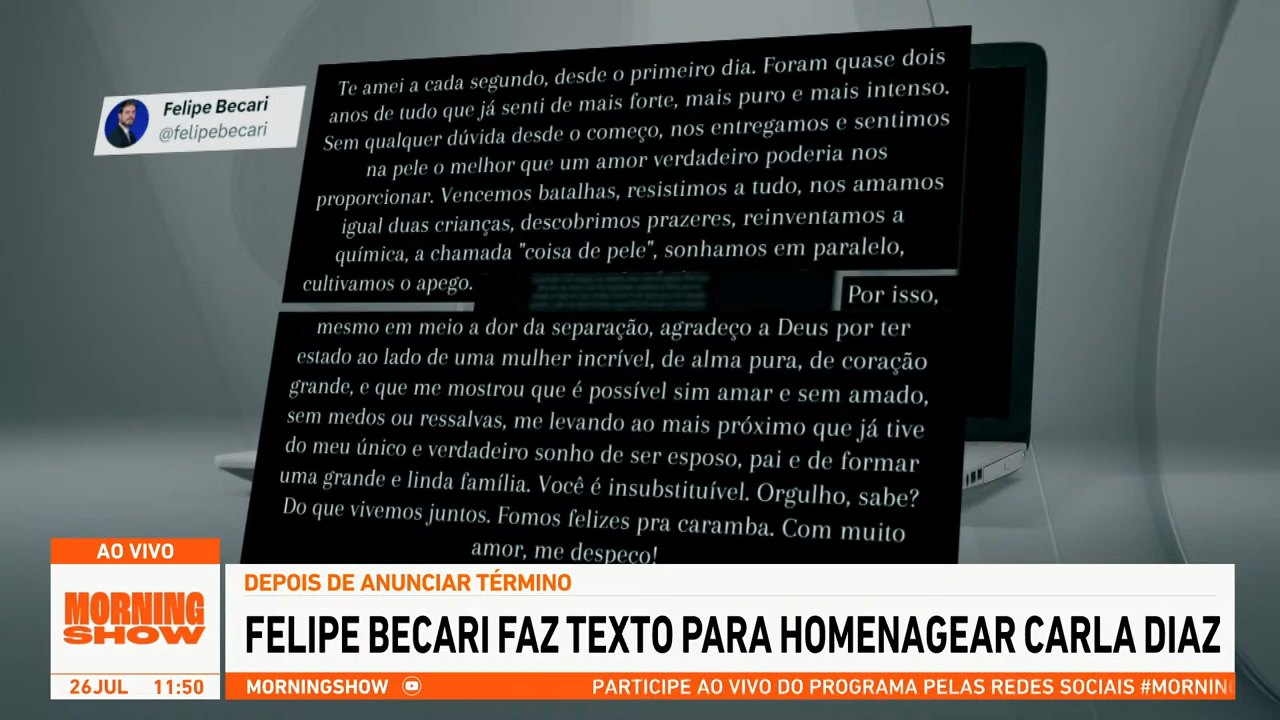 Felipe Becari
@felipebecari
Te amei a cada segundo, desde o primeiro dia. Foram quase dois
anos de tudo que já senti de mais forte, mais puro e mais intenso.
Sem qualquer dúvida desde o começo, nos entregamos e sentimos
na pele o melhor que um amor verdadeiro poderia nos
proporcionar. Vencemos batalhas, resistimos a tudo, nos amamos
igual duas crianças, descobrimos prazeres, reinventamos a
química, a chamada "coisa de pele", sonhamos em paralelo,
cultivamos o apego.
Por isso,
mesmo em meio a dor da separação, agradeço a Deus por ter
estado ao lado de uma mulher incrível, de alma pura, de coração
grande, e que me mostrou que é possível sim amar e sem amado,
sem medos ou ressalvas, me levando ao mais próximo que já tive
do meu único e verdadeiro sonho de ser esposo, pai e de formar
uma grande e linda família. Você é insubstituível. Orgulho, sabe?
Do que vivemos juntos. Fomos felizes pra caramba. Com muito
amor, me despeço!
AO VIVO
MORNING
SHOW
26JUL 11:50
DEPOIS DE ANUNCIAR TÉRMINO
FELIPE BECARI FAZ TEXTO PARA HOMENAGEAR CARLA DIAZ
MORNINGSHOW
PARTICIPE AO VIVO DO PROGRAMA PELAS REDES SOCIAIS #MORNIN